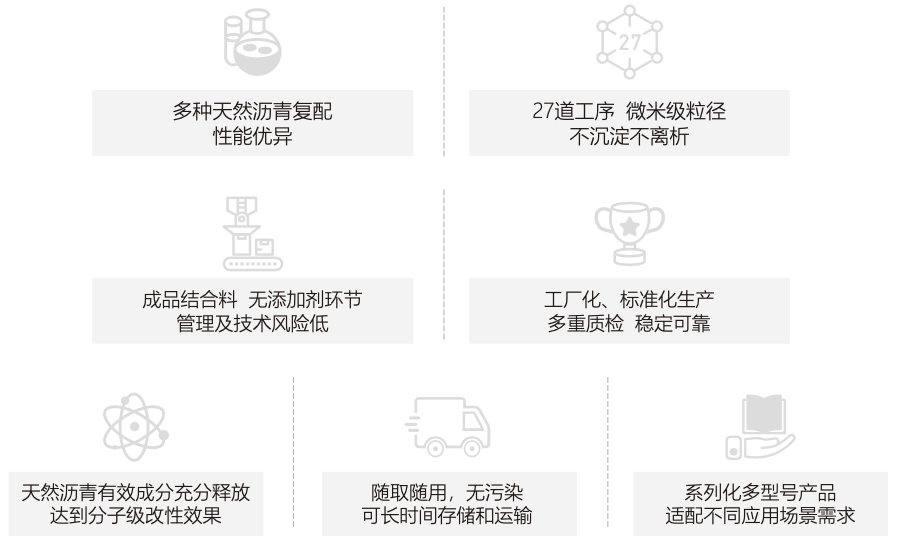 27
多种天然沥青复配
性能优异
27道工序 微米级粒径
不沉淀不离析
成品结合料 无添加剂环节
管理及技术风险低
工厂化、标准化生产
多重质检 稳定可靠
天然沥青有效成分充分释放
达到分子级改性效果
随取随用，无污染
可长时间存储和运输
系列化多型号产品
适配不同应用场景需求